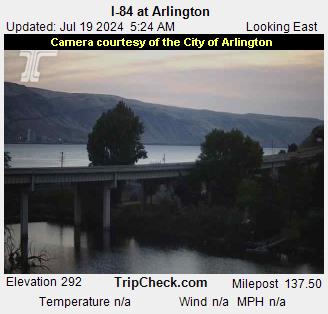 I-84 at Arlington
Updated: Jul 19 2024 5:24 AM Looking East
Camera courtesy of the City of Arlington
Elevation 292 TripCheck.com Milepost 137.50
Temperature n/a Wind n/a MPH n/a